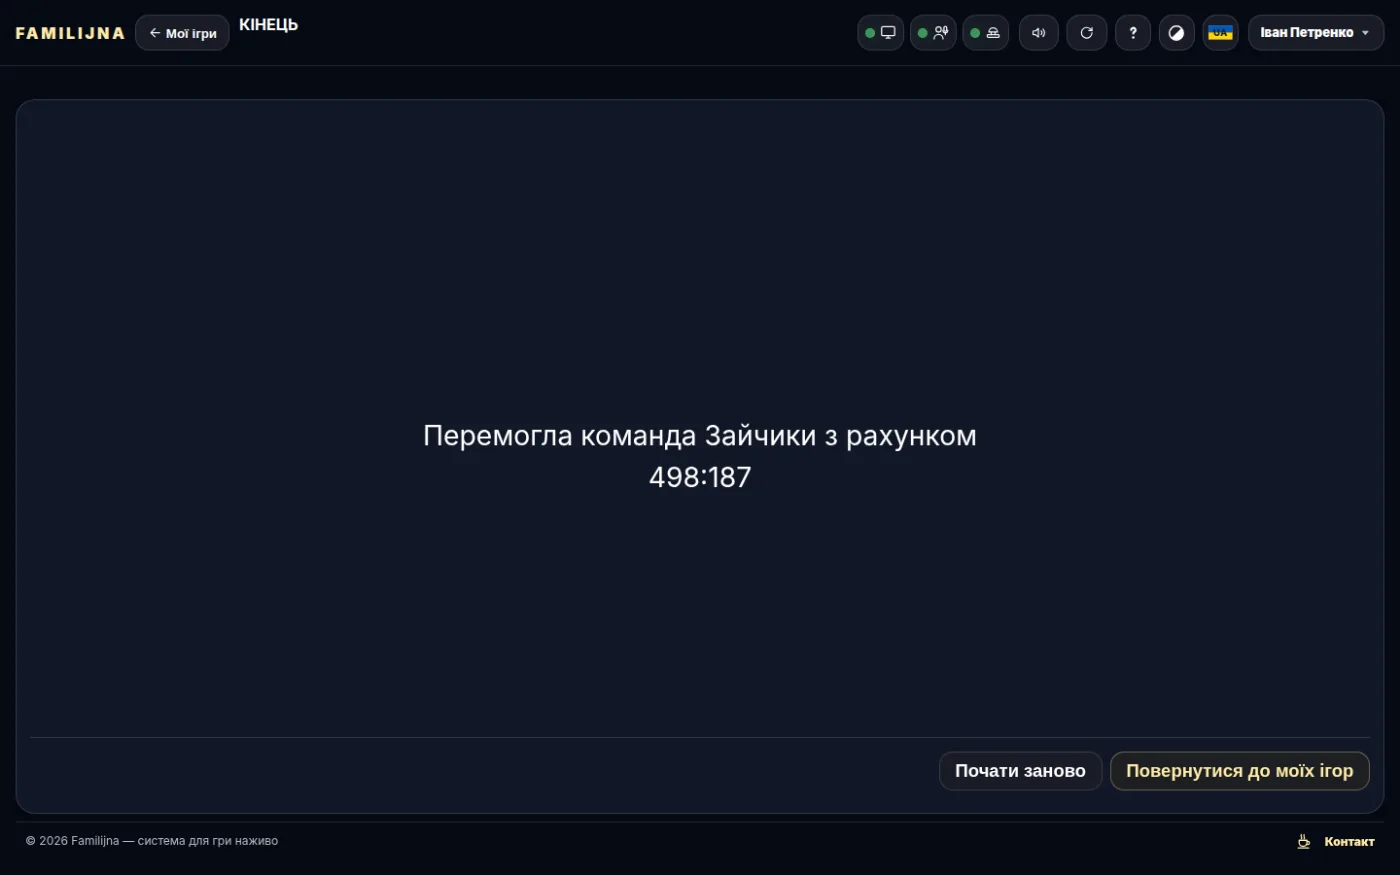 FAMILIJNA
← Мої ігри
КІНЕЦЬ
?
UA
Іван Петренко
Перемогла команда Зайчики з рахунком
498:187
Почати заново
Повернутися до моїх ігор
© 2026 Familijna — система для гри наживо
Контакт